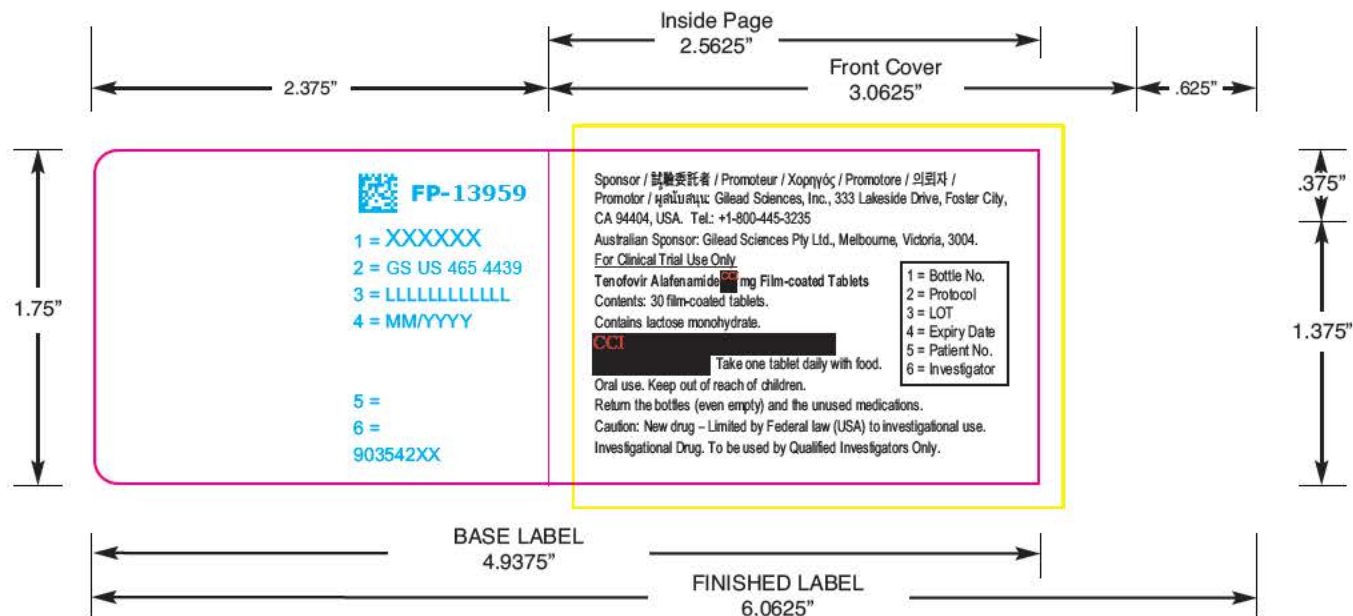 Inside Page
2.5625”
Front Cover
3.0625”
2.375”
.625”
1.75”
FP-13959
1 = XXXXXX
2 = GS US 465 4439
3 = LLLLLLLLLLLL
4 = MM/YYYY
5 =
6 =
903542XX
Sponsor / 試驗委託者 / Promoteur / Χορηγός / Promotore / 의뢰자 /
Promotor / ผู้สนับสนุน: Gilead Sciences, Inc., 333 Lakeside Drive, Foster City,
CA 94404, USA. Tel.: +1-800-445-3235
Australian Sponsor: Gilead Sciences Pty Ltd., Melbourne, Victoria, 3004.
For Clinical Trial Use Only
Tenofovir Alafenamide CCI mg Film-coated Tablets
Contents: 30 film-coated tablets.
Contains lactose monohydrate.
CCI
Take one tablet daily with food.
Oral use. Keep out of reach of children.
Return the bottles (even empty) and the unused medications.
Caution: New drug – Limited by Federal law (USA) to investigational use.
Investigational Drug. To be used by Qualified Investigators Only.
1 = Bottle No.
2 = Protocol
3 = LOT
4 = Expiry Date
5 = Patient No.
6 = Investigator
.375”
1.375”
BASE LABEL
4.9375”
FINISHED LABEL
6.0625”